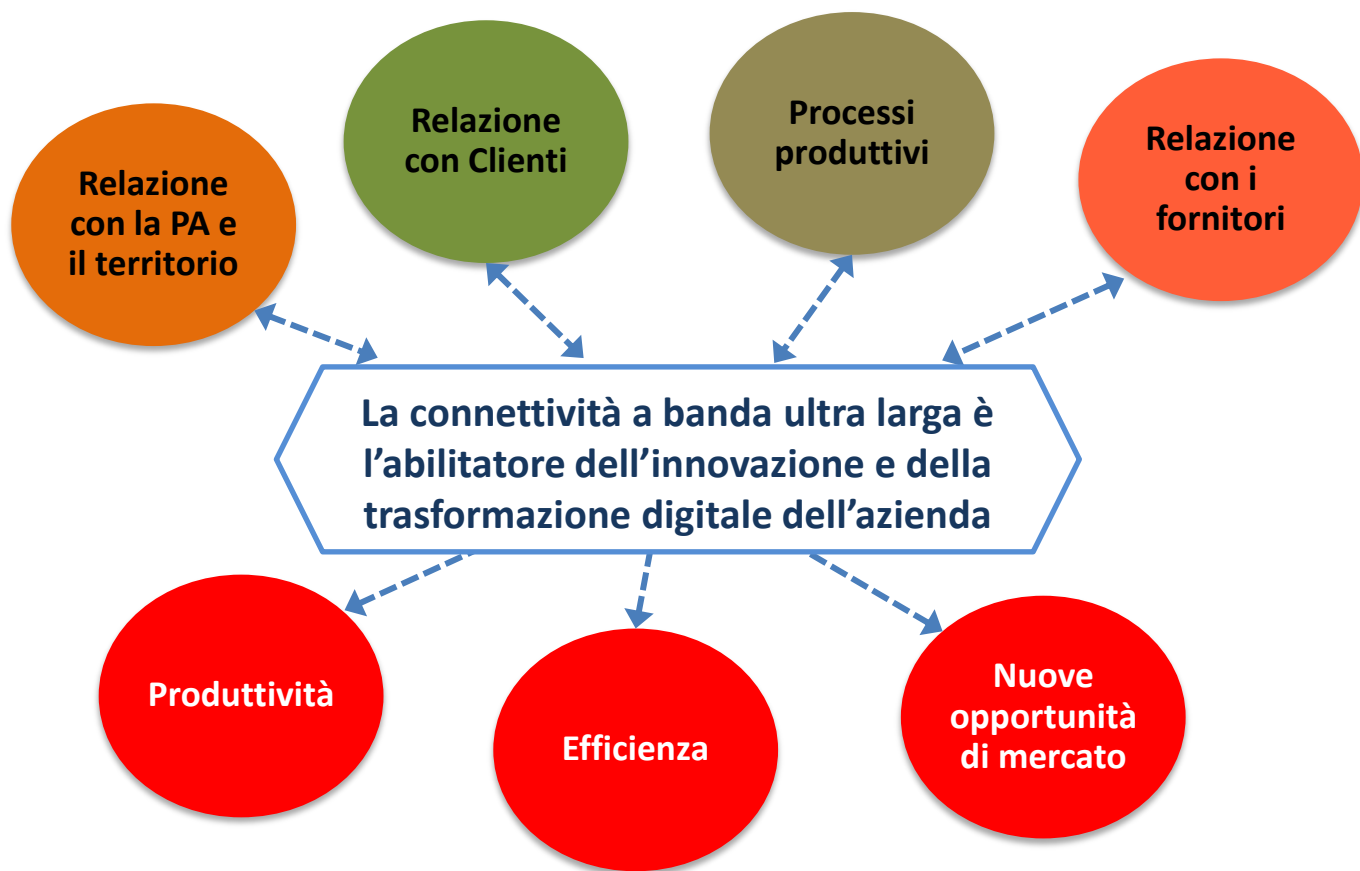 Relazione
con la PA e
il territorio
Relazione
con Clienti
Processi
produttivi
Relazione
con i
fornitori
La connettività a banda ultra larga è
l’abilitatore dell’innovazione e della
trasformazione digitale dell’azienda
Produttività
Efficienza
Nuove
opportunità
di mercato